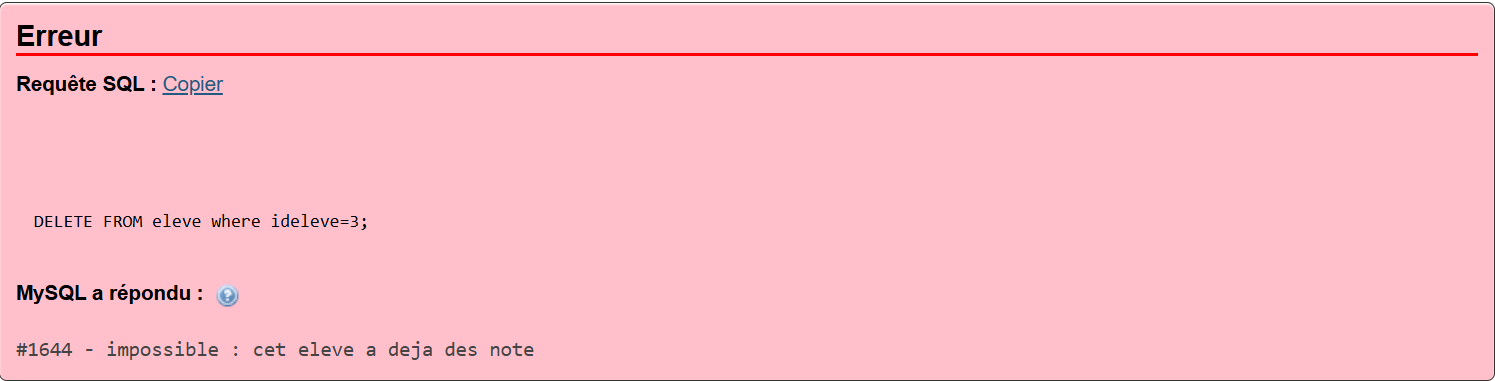 Erreur
Requête SQL : Copier
DELETE FROM eleve where ideleve=3;
MySQL a répondu :
#1644 - impossible : cet eleve a deja des note